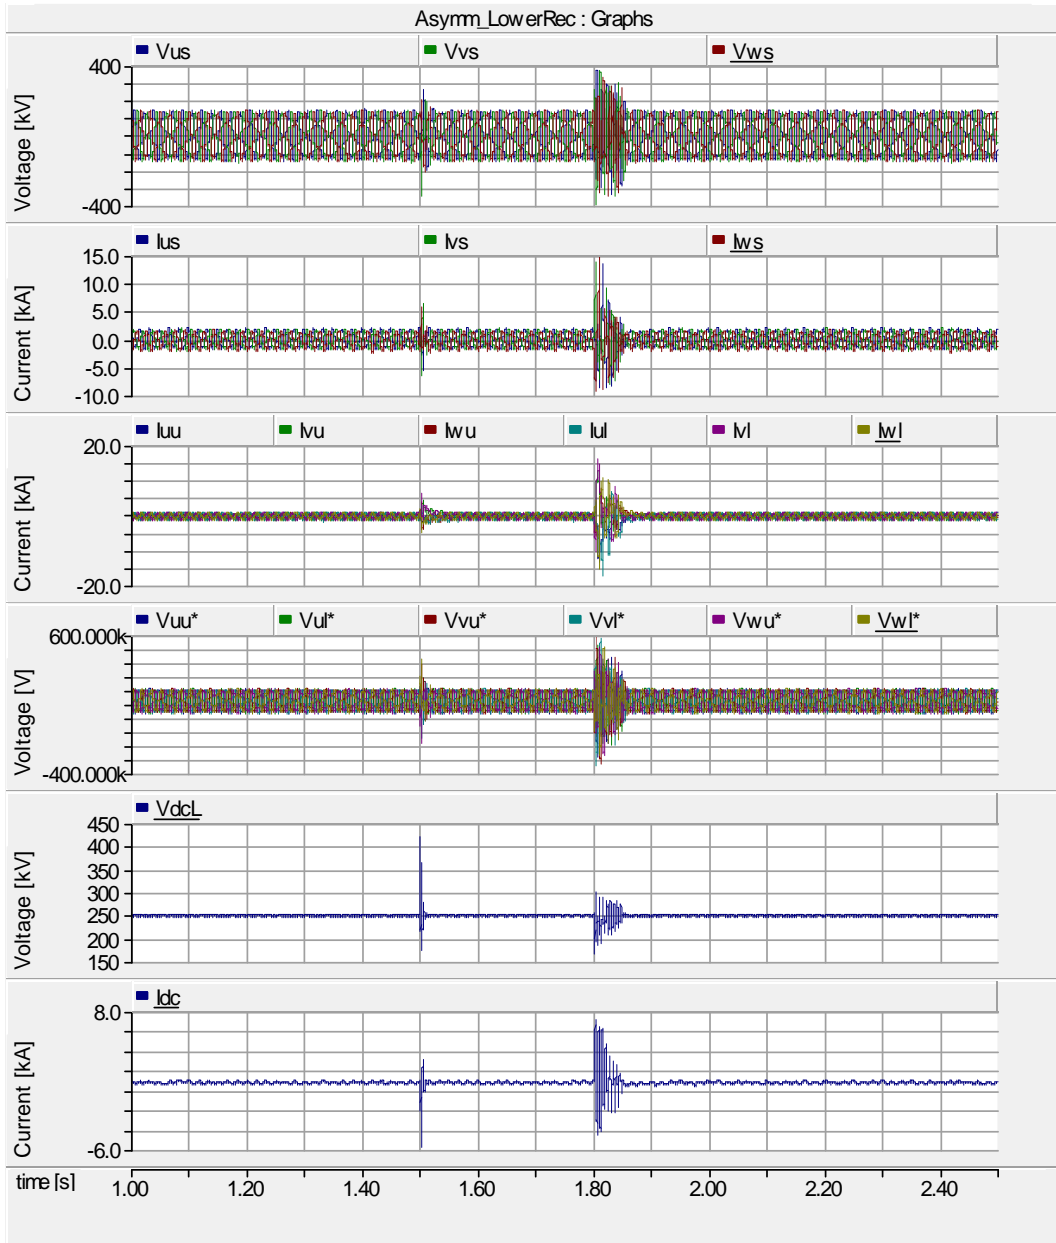 Asymm_LowerRec : Graphs
Vus Vvs Vws
400
Voltage [kV]
-400
Ius Ivs Iws
15.0
10.0
5.0
0.0
-5.0
-10.0
Current [kA]
Iuu Ivu Iwu Iul Ivl Iwl
20.0
Current [kA]
-20.0
Vuu* Vul* Vvu* Vvl* Vwu* Vwl*
600.000k
Voltage [V]
-400.000k
VdcL
450
400
350
300
250
200
150
Voltage [kV]
Idc
8.0
Current [kA]
-6.0
time [s] 1.00 1.20 1.40 1.60 1.80 2.00 2.20 2.40